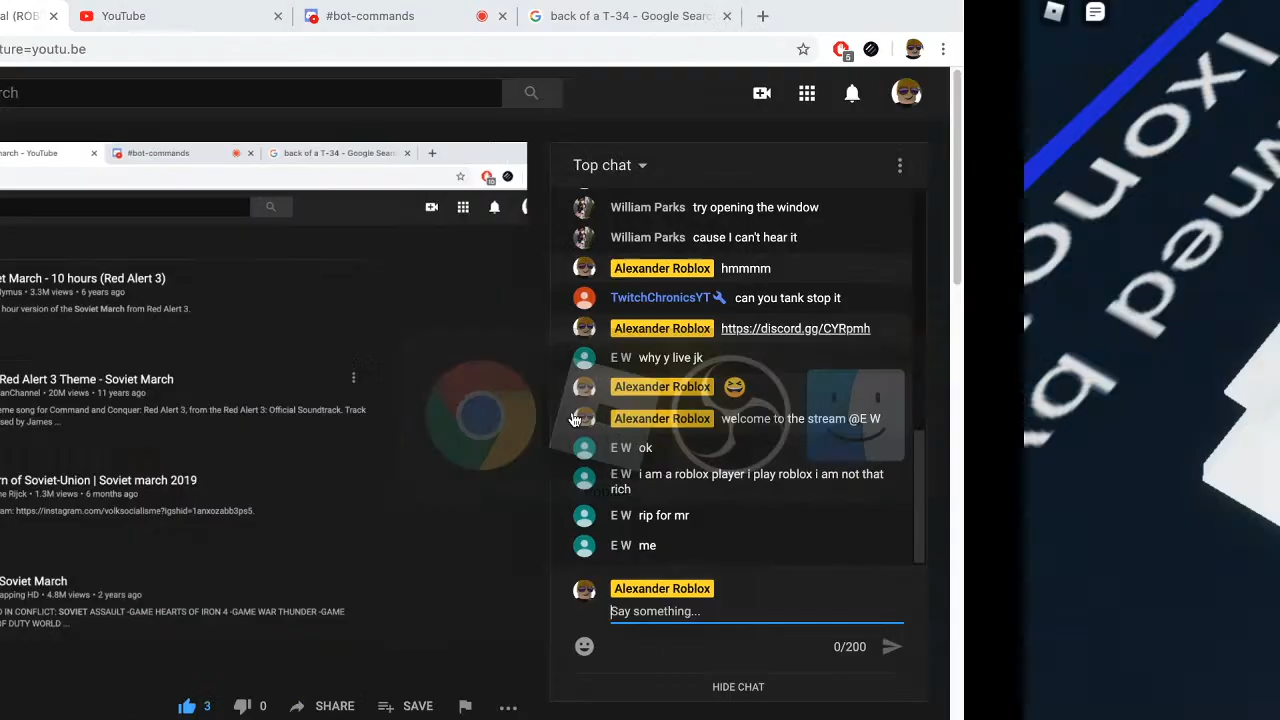 al (ROB
YouTube
#bot-commands
back of a T-34 - Google Searc
ture=youtu.be
5
rch
arch - YouTube
#bot-commands
back of a T-34 - Google Sear
Top chat
William Parks try opening the window
William Parks cause I can't hear it
Alexander Roblox hmmmm
TwitchChronicsYT can you tank stop it
Alexander Roblox https://discord.gg/CYRpmh
E W why y live jk
Alexander Roblox
Alexander Roblox welcome to the stream @E W
E W ok
E W i am a roblox player i play roblox i am not that
rich
E W rip for mr
E W me
Alexander Roblox
Say something...
0/200
HIDE CHAT
et March - 10 hours (Red Alert 3)
ymus • 3.3M views • 6 years ago
hour version of the Soviet March from Red Alert 3.
Red Alert 3 Theme - Soviet March
anChannel • 20M views • 11 years ago
eme song for Command and Conquer: Red Alert 3, from the Red Alert 3: Official Soundtrack. Track
sed by James ...
rn of Soviet-Union | Soviet march 2019
ne Rijck • 1.3M views • 6 months ago
am: https://instagram.com/volksocialisme?igshid=1anxozabb3ps5.
Soviet March
apping HD • 4.8M views • 2 years ago
D IN CONFLICT: SOVIET ASSAULT -GAME HEARTS OF IRON 4 -GAME WAR THUNDER -GAME
OF DUTY WORLD ...
3
0
SHARE
SAVE